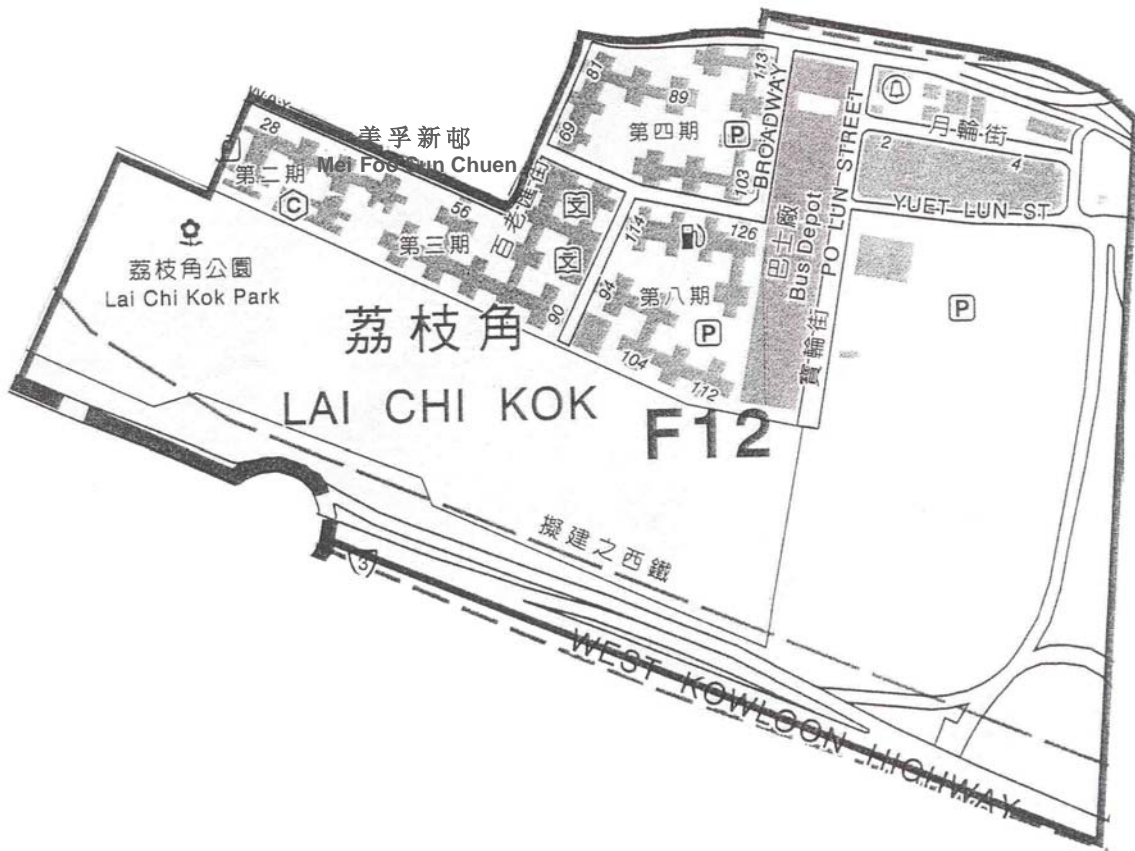 美孚新邨
Mei Foo Sun Chuen
28
第二期
C
56
第三期
90
百老匯街
文
文
81
69
89
第四期
P
113
103
BROADWAY
114
126
94
第八期
P
104
112
巴士廠
Bus Depot
寶輪街 PO LUN STREET
月輪街
2
4
YUET LUN ST
P
荔枝角公園
Lai Chi Kok Park
荔枝角
LAI CHI KOK
F12
擬建之西鐵
3
WEST KOWLOON HIGHWAY